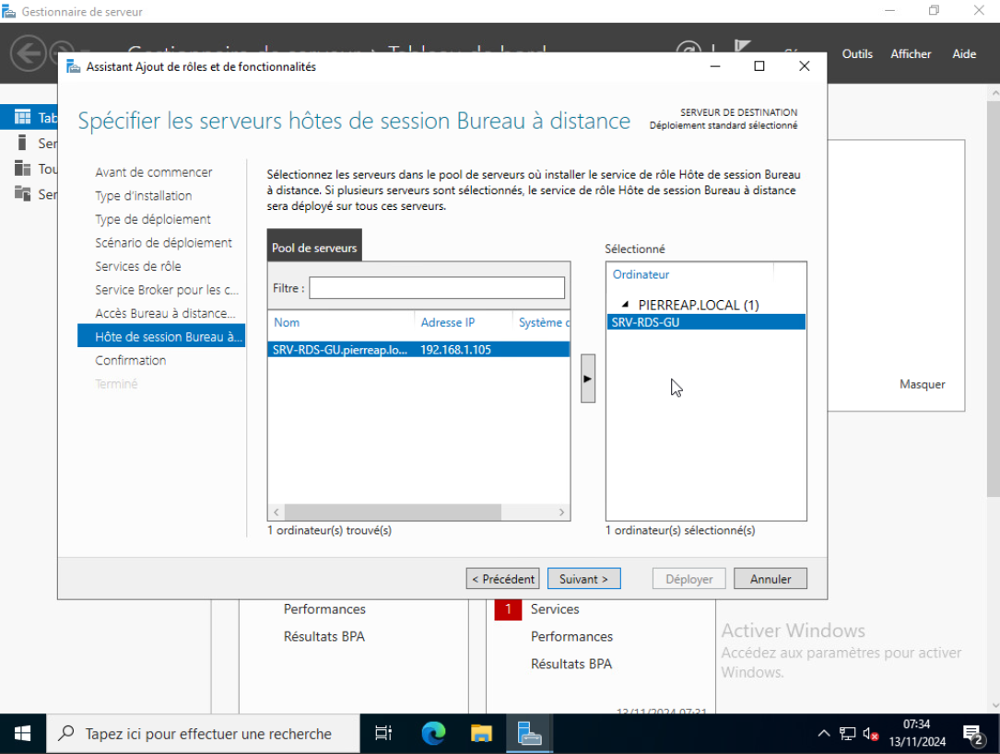 Gestionnaire de serveur
Outils Afficher Aide
Assistant Ajout de rôles et de fonctionnalités
Spécifier les serveurs hôtes de session Bureau à distance
SERVEUR DE DESTINATION
Déploiement standard sélectionné
Tab
Ser
Tou
Ser
Avant de commencer
Type d'installation
Type de déploiement
Scénario de déploiement
Services de rôle
Service Broker pour les c...
Accès Bureau à distance...
Hôte de session Bureau à...
Confirmation
Terminé
Sélectionnez les serveurs dans le pool de serveurs où installer le service de rôle Hôte de session Bureau
à distance. Si plusieurs serveurs sont sélectionnés, le service de rôle Hôte de session Bureau à distance
sera déployé sur tous ces serveurs.
Pool de serveurs
Filtre :
Nom Adresse IP Système d
SRV-RDS-GU.pierreap.lo... 192.168.1.105
1 ordinateur(s) trouvé(s)
Sélectionné
Ordinateur
PIERREAP.LOCAL (1)
SRV-RDS-GU
1 ordinateur(s) sélectionné(s)
Masquer
< Précédent Suivant > Déployer Annuler
Performances
Résultats BPA
1 Services
Performances
Résultats BPA
13/11/2024 07:31
Activer Windows
Accédez aux paramètres pour activer
Windows.
Tapez ici pour effectuer une recherche
07:34
13/11/2024
2